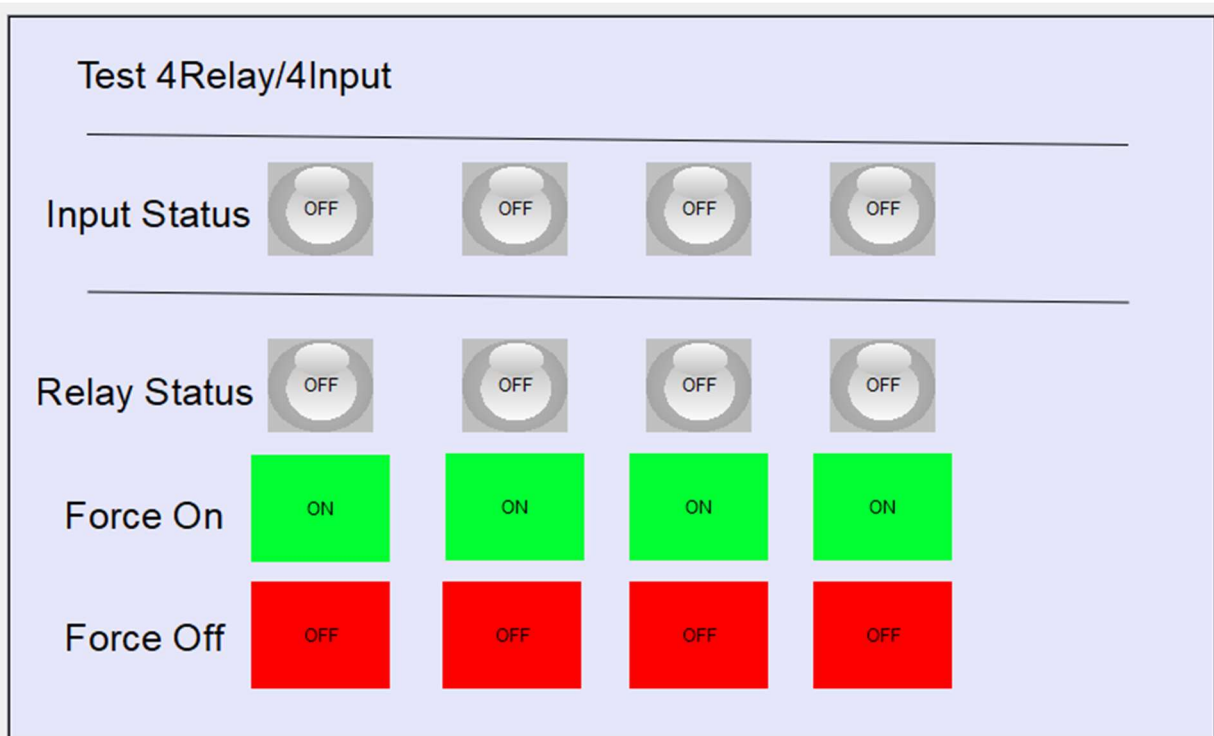 Test 4Relay/4Input
Input Status OFF OFF OFF OFF
Relay Status OFF OFF OFF OFF
Force On ON ON ON ON
Force Off OFF OFF OFF OFF